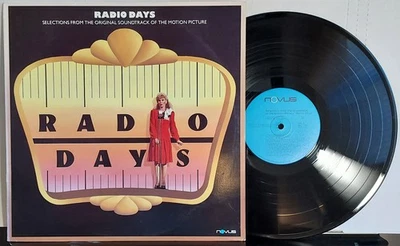 RADIO DAYS
SELECTIONS FROM THE ORIGINAL SOUNDTRACK OF THE MOTION PICTURE
RADIO
DAYS
NOVUS
NOVUS